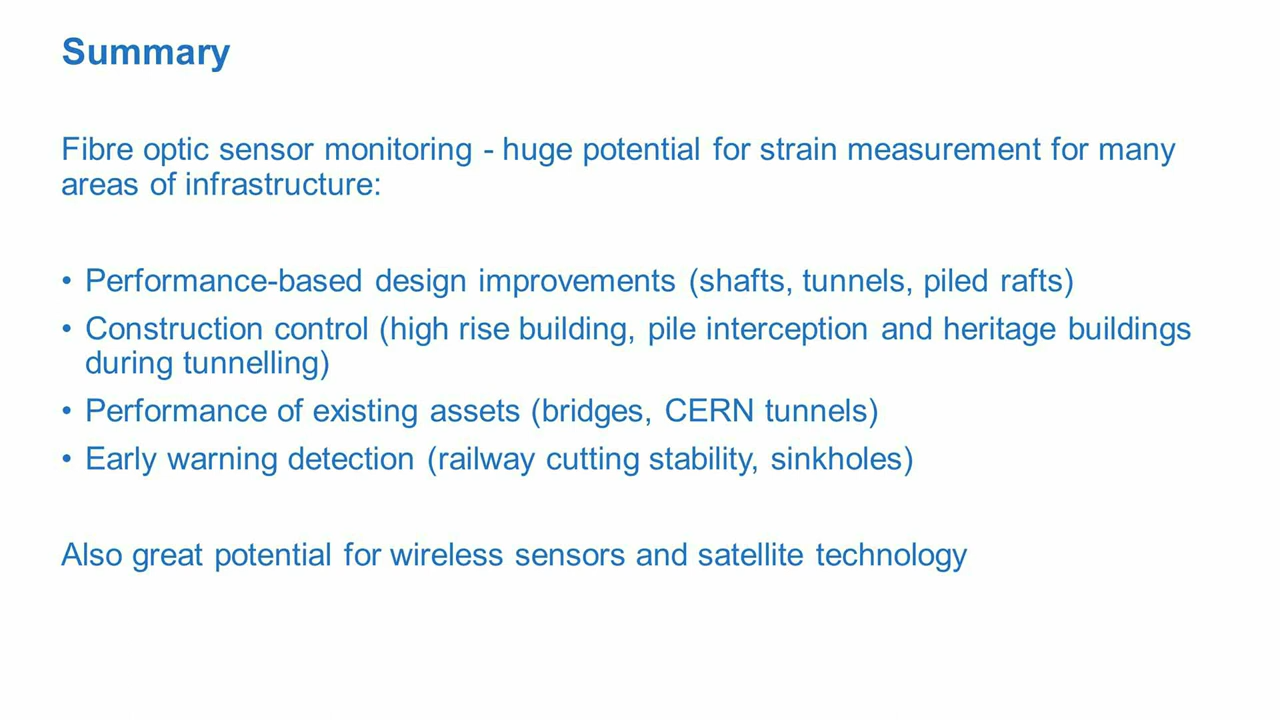 Summary
Fibre optic sensor monitoring - huge potential for strain measurement for many
areas of infrastructure:
• Performance-based design improvements (shafts, tunnels, piled rafts)
• Construction control (high rise building, pile interception and heritage buildings
during tunnelling)
• Performance of existing assets (bridges, CERN tunnels)
• Early warning detection (railway cutting stability, sinkholes)
Also great potential for wireless sensors and satellite technology